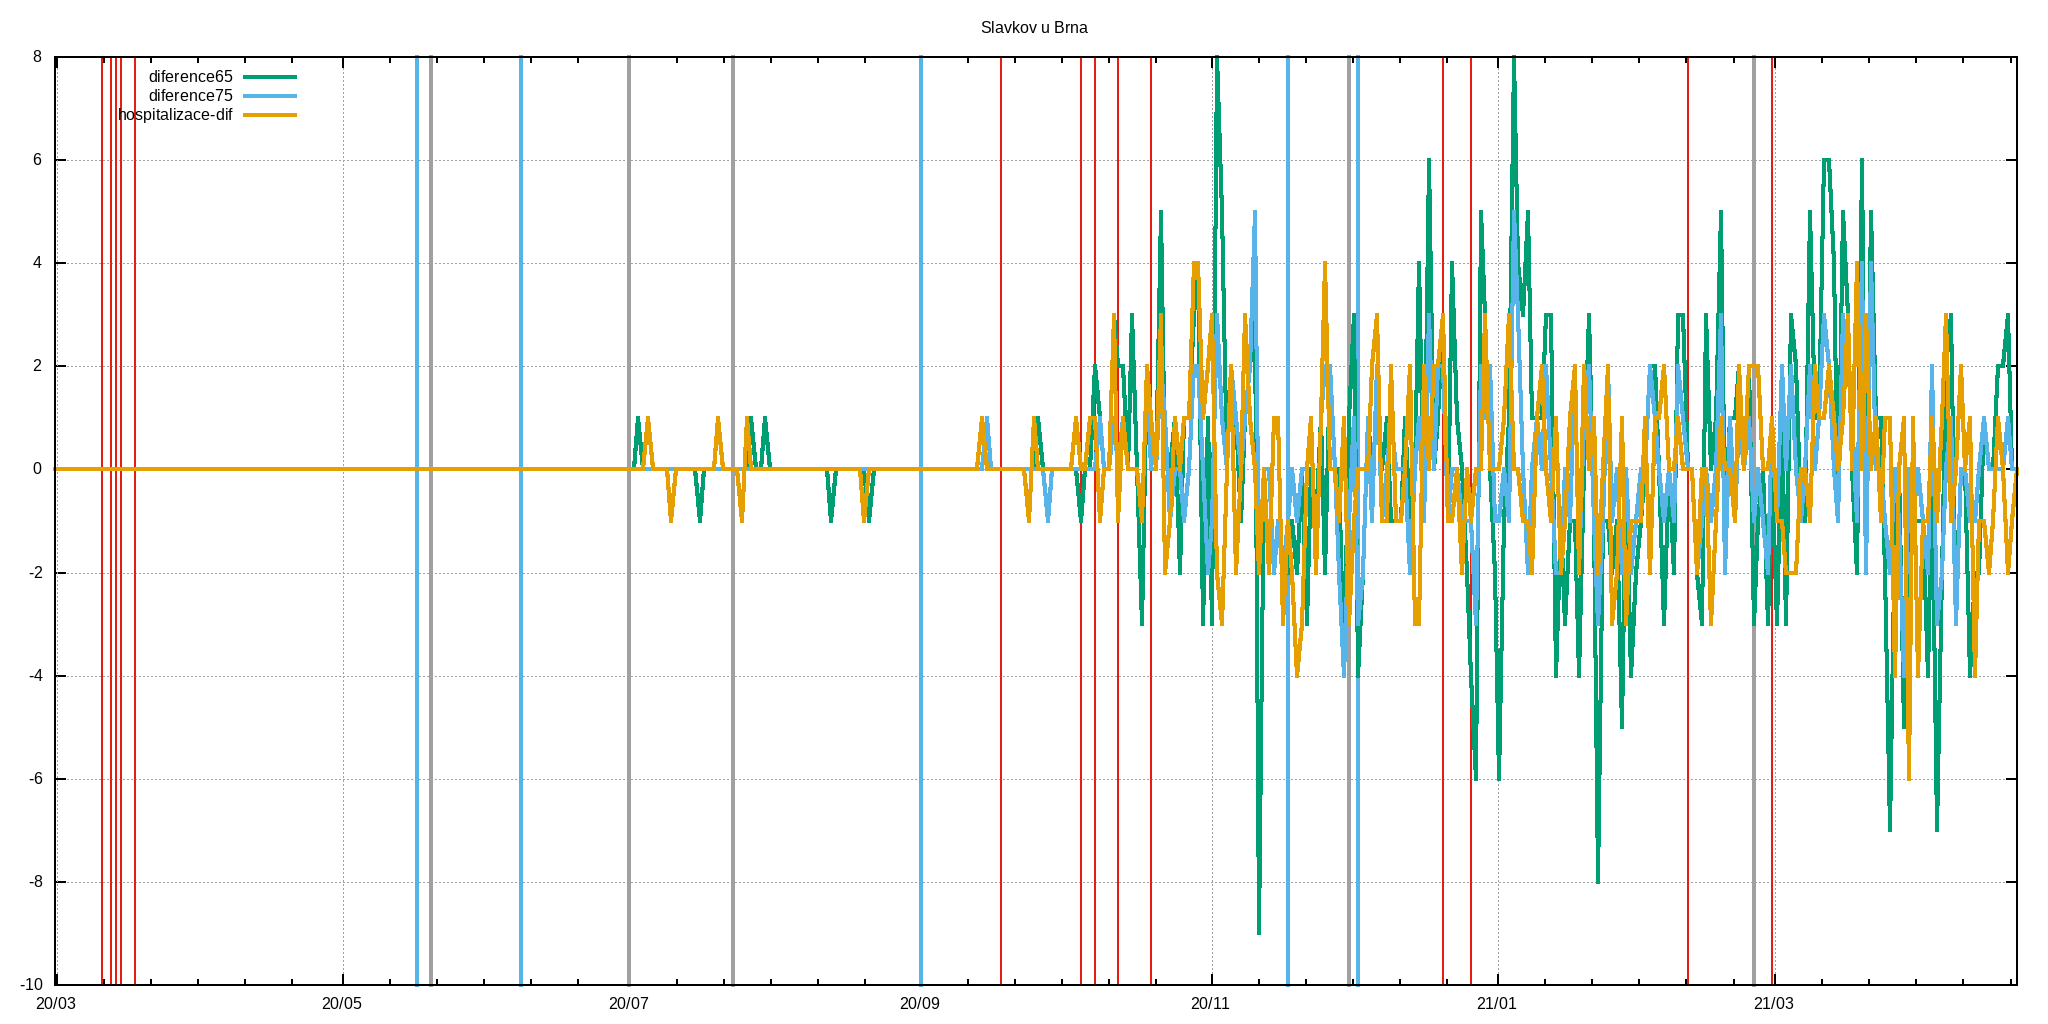 Slavkov u Brna
8
diference65
diference75
hospitalizace-dif
6
4
2
0
-2
-4
-6
-8
-10
20/03 20/05 20/07 20/09 20/11 21/01 21/03